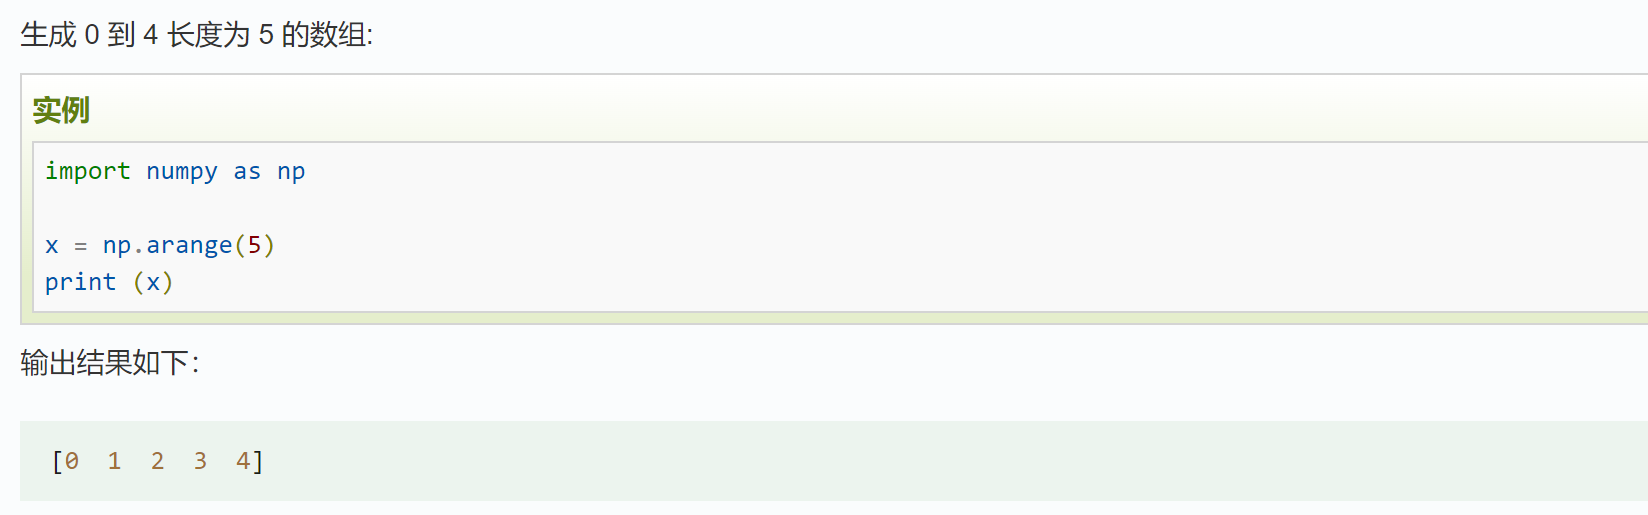 生成 0 到 4 长度为 5 的数组:
实例
import numpy as np
x = np.arange(5)
print (x)
输出结果如下：
[0  1  2  3  4]